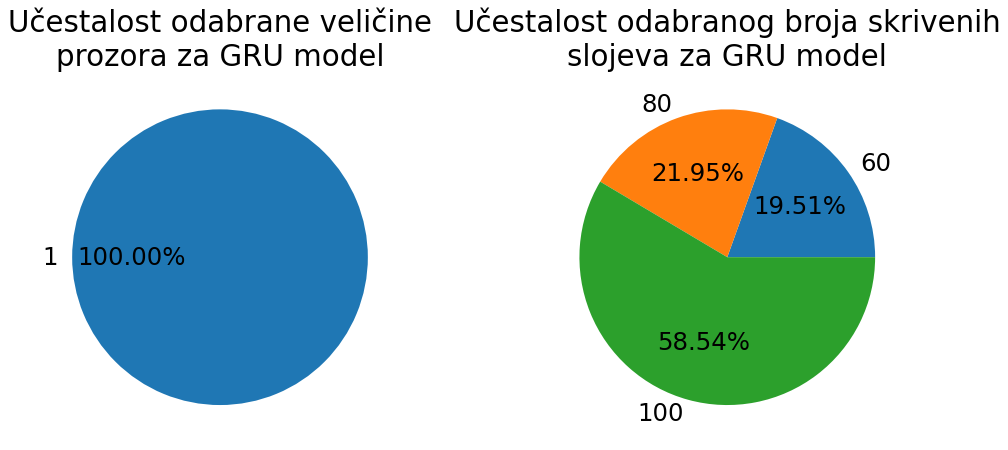 Učestalost odabrane veličine
prozora za GRU model
1
100.00%
Učestalost odabranog broja skrivenih
slojeva za GRU model
80
60
21.95%
19.51%
58.54%
100